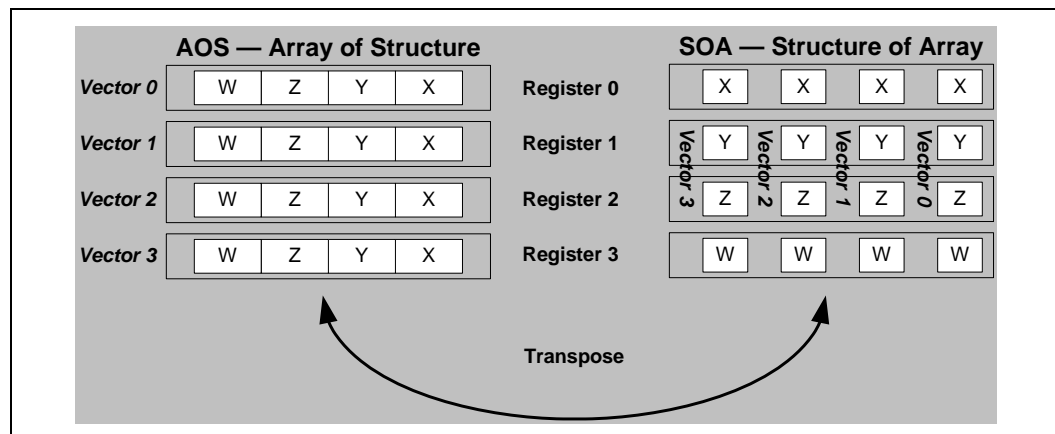 AOS — Array of Structure
SOA — Structure of Array
Vector 0 W Z Y X Register 0 X X X X
Vector 1 W Z Y X Register 1 Y Y Y Y
Vector 2 W Z Y X Register 2 Z Z Z Z
Vector 3 W Z Y X Register 3 W W W W
Vector 3
Vector 2
Vector 1
Vector 0
Transpose